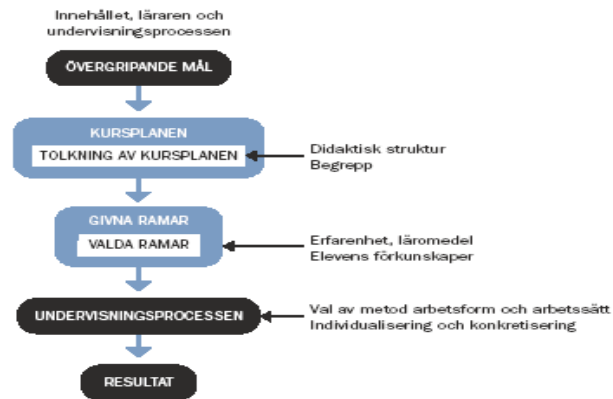 Innehållet, läraren och
undervisningsprocessen
ÖVERGRIPANDE MÅL
KURSPLANEN
TOLKNING AV KURSPLANEN
Didaktisk struktur
Begrepp
GIVNA RAMAR
VALDA RAMAR
Erfarenhet, läromedel
Elevens förkunskaper
UNDERVISNINGSPROCESSEN
Val av metod arbetsform och arbetssätt
Individualisering och konkretisering
RESULTAT